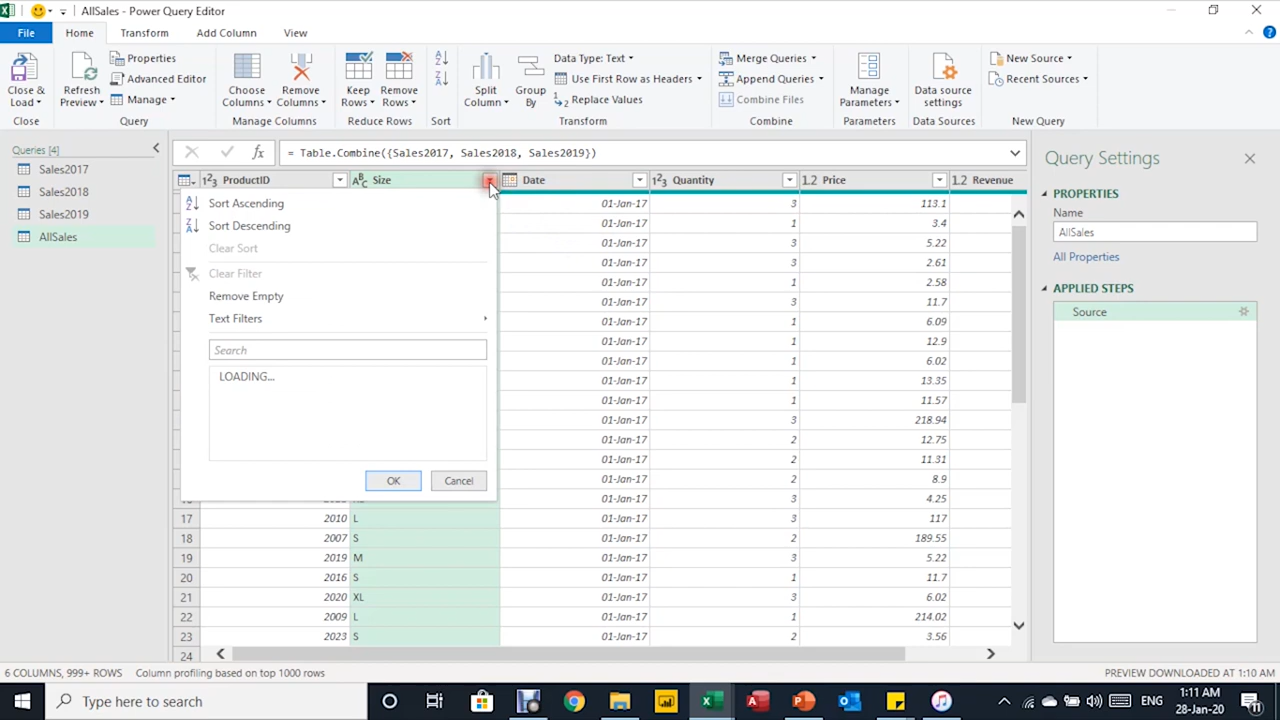 AllSales - Power Query Editor
File
Home
Transform
Add Column
View
Close & Load
Refresh Preview
Properties
Advanced Editor
Manage
Choose Columns
Remove Columns
Keep Rows
Remove Rows
Split Column
Group By
Data Type: Text
Use First Row as Headers
Replace Values
Merge Queries
Append Queries
Combine Files
Manage Parameters
Data source settings
New Source
Recent Sources
Close
Query
Manage Columns
Reduce Rows
Sort
Transform
Combine
Parameters
Data Sources
New Query
Queries [4]
Sales2017
Sales2018
Sales2019
AllSales
= Table.Combine({Sales2017, Sales2018, Sales2019})
ProductID Size Date Quantity Price Revenue
Sort Ascending
Sort Descending
Clear Sort
Clear Filter
Remove Empty
Text Filters
Search
LOADING...
OK
Cancel
01-Jan-17 3 113.1
01-Jan-17 1 3.4
01-Jan-17 3 5.22
01-Jan-17 3 2.61
01-Jan-17 1 2.58
01-Jan-17 3 11.7
01-Jan-17 1 6.09
01-Jan-17 1 12.9
01-Jan-17 1 6.02
01-Jan-17 1 13.35
01-Jan-17 1 11.57
01-Jan-17 3 218.94
01-Jan-17 2 12.75
01-Jan-17 2 11.31
01-Jan-17 2 8.9
01-Jan-17 3 4.25
17 2010 L 01-Jan-17 3 117
18 2007 S 01-Jan-17 2 189.55
19 2019 M 01-Jan-17 3 5.22
20 2016 S 01-Jan-17 1 11.7
21 2020 XL 01-Jan-17 3 6.02
22 2009 L 01-Jan-17 1 214.02
23 2023 S 01-Jan-17 2 3.56
24
Query Settings
PROPERTIES
Name
AllSales
All Properties
APPLIED STEPS
Source
6 COLUMNS, 999+ ROWS
Column profiling based on top 1000 rows
PREVIEW DOWNLOADED AT 1:10 AM
Type here to search
ENG
1:11 AM
28-Jan-20